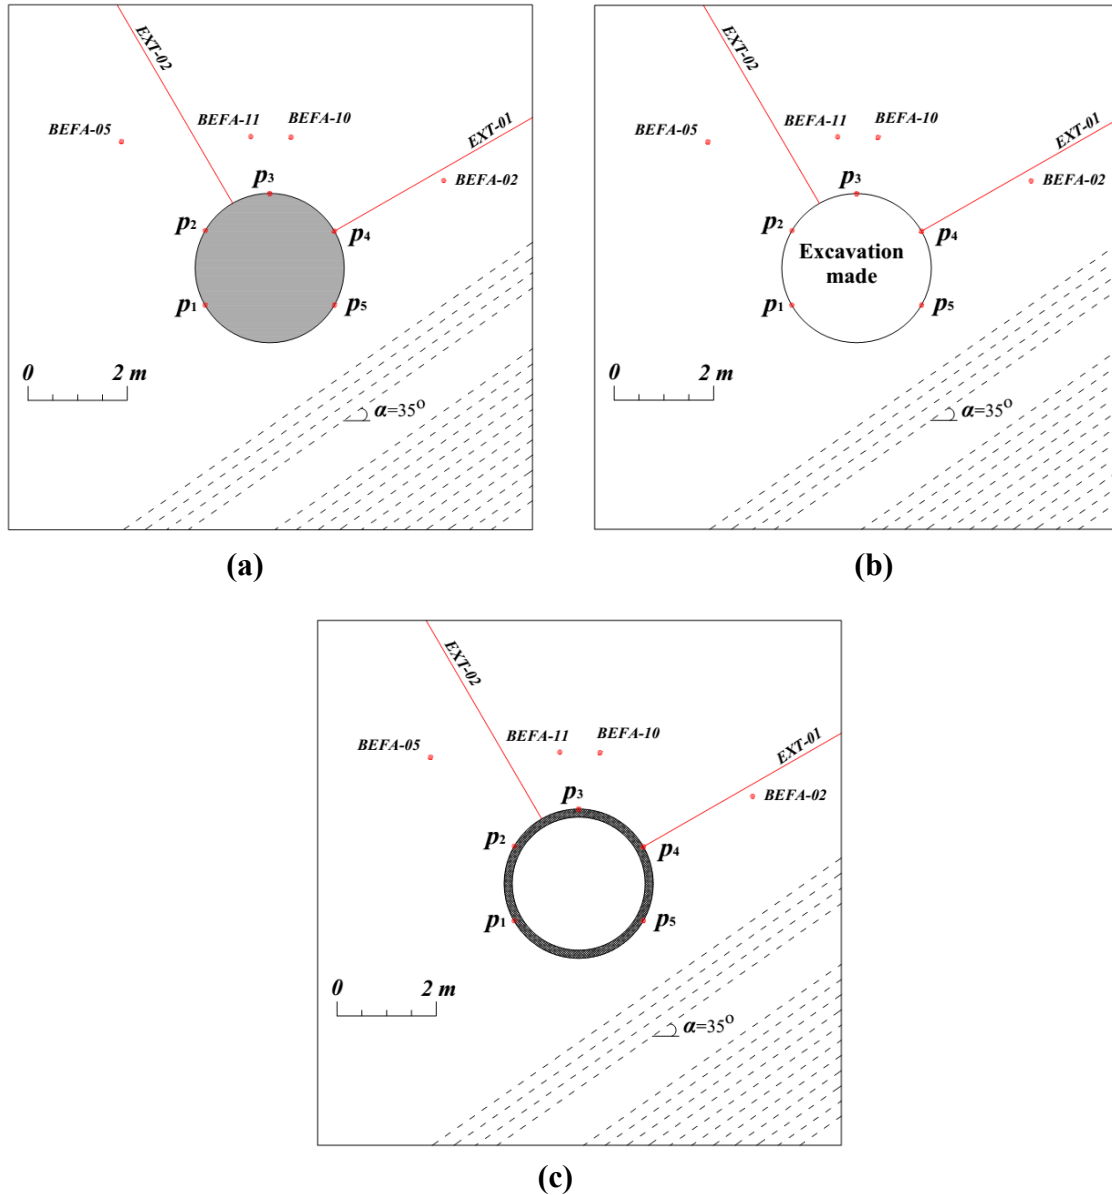 EXT-02
BEFA-05
BEFA-11
BEFA-10
EXT-01
BEFA-02
p3
p2
p4
p1
p5
0 2 m
α=35o
(a)
EXT-02
BEFA-05
BEFA-11
BEFA-10
EXT-01
BEFA-02
p3
p2
p4
Excavation
made
p1
p5
0 2 m
α=35o
(b)
EXT-02
BEFA-05
BEFA-11
BEFA-10
EXT-01
BEFA-02
p3
p2
p4
p1
p5
0 2 m
α=35o
(c)